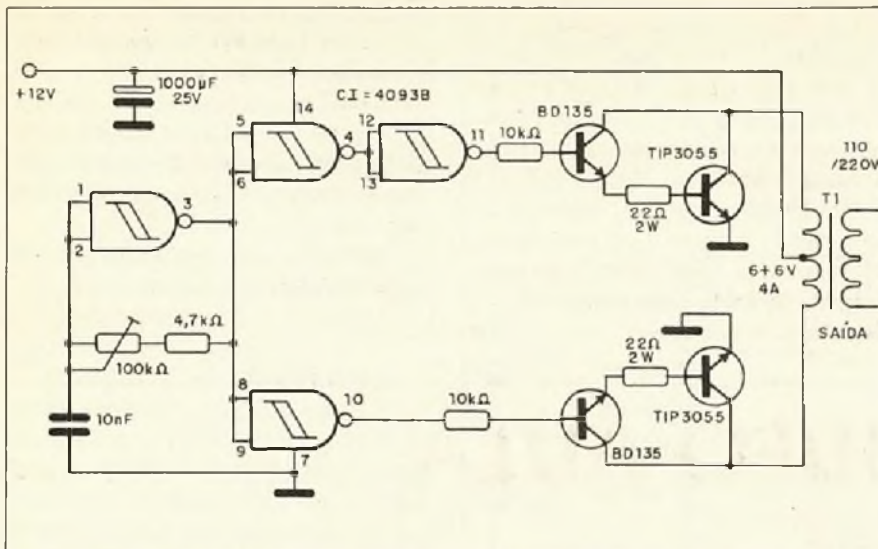 +12V
1000µF
25V
14
CI = 4093B
5
6
4
12
13
11
10kΩ
BD135
TIP3055
22Ω
2W
110
/220V
T1
6+6V
4A
SAÍDA
1
2
3
4,7kΩ
100kΩ
10nF
8
9
10
7
10kΩ
22Ω
2W
TIP3055
BD135